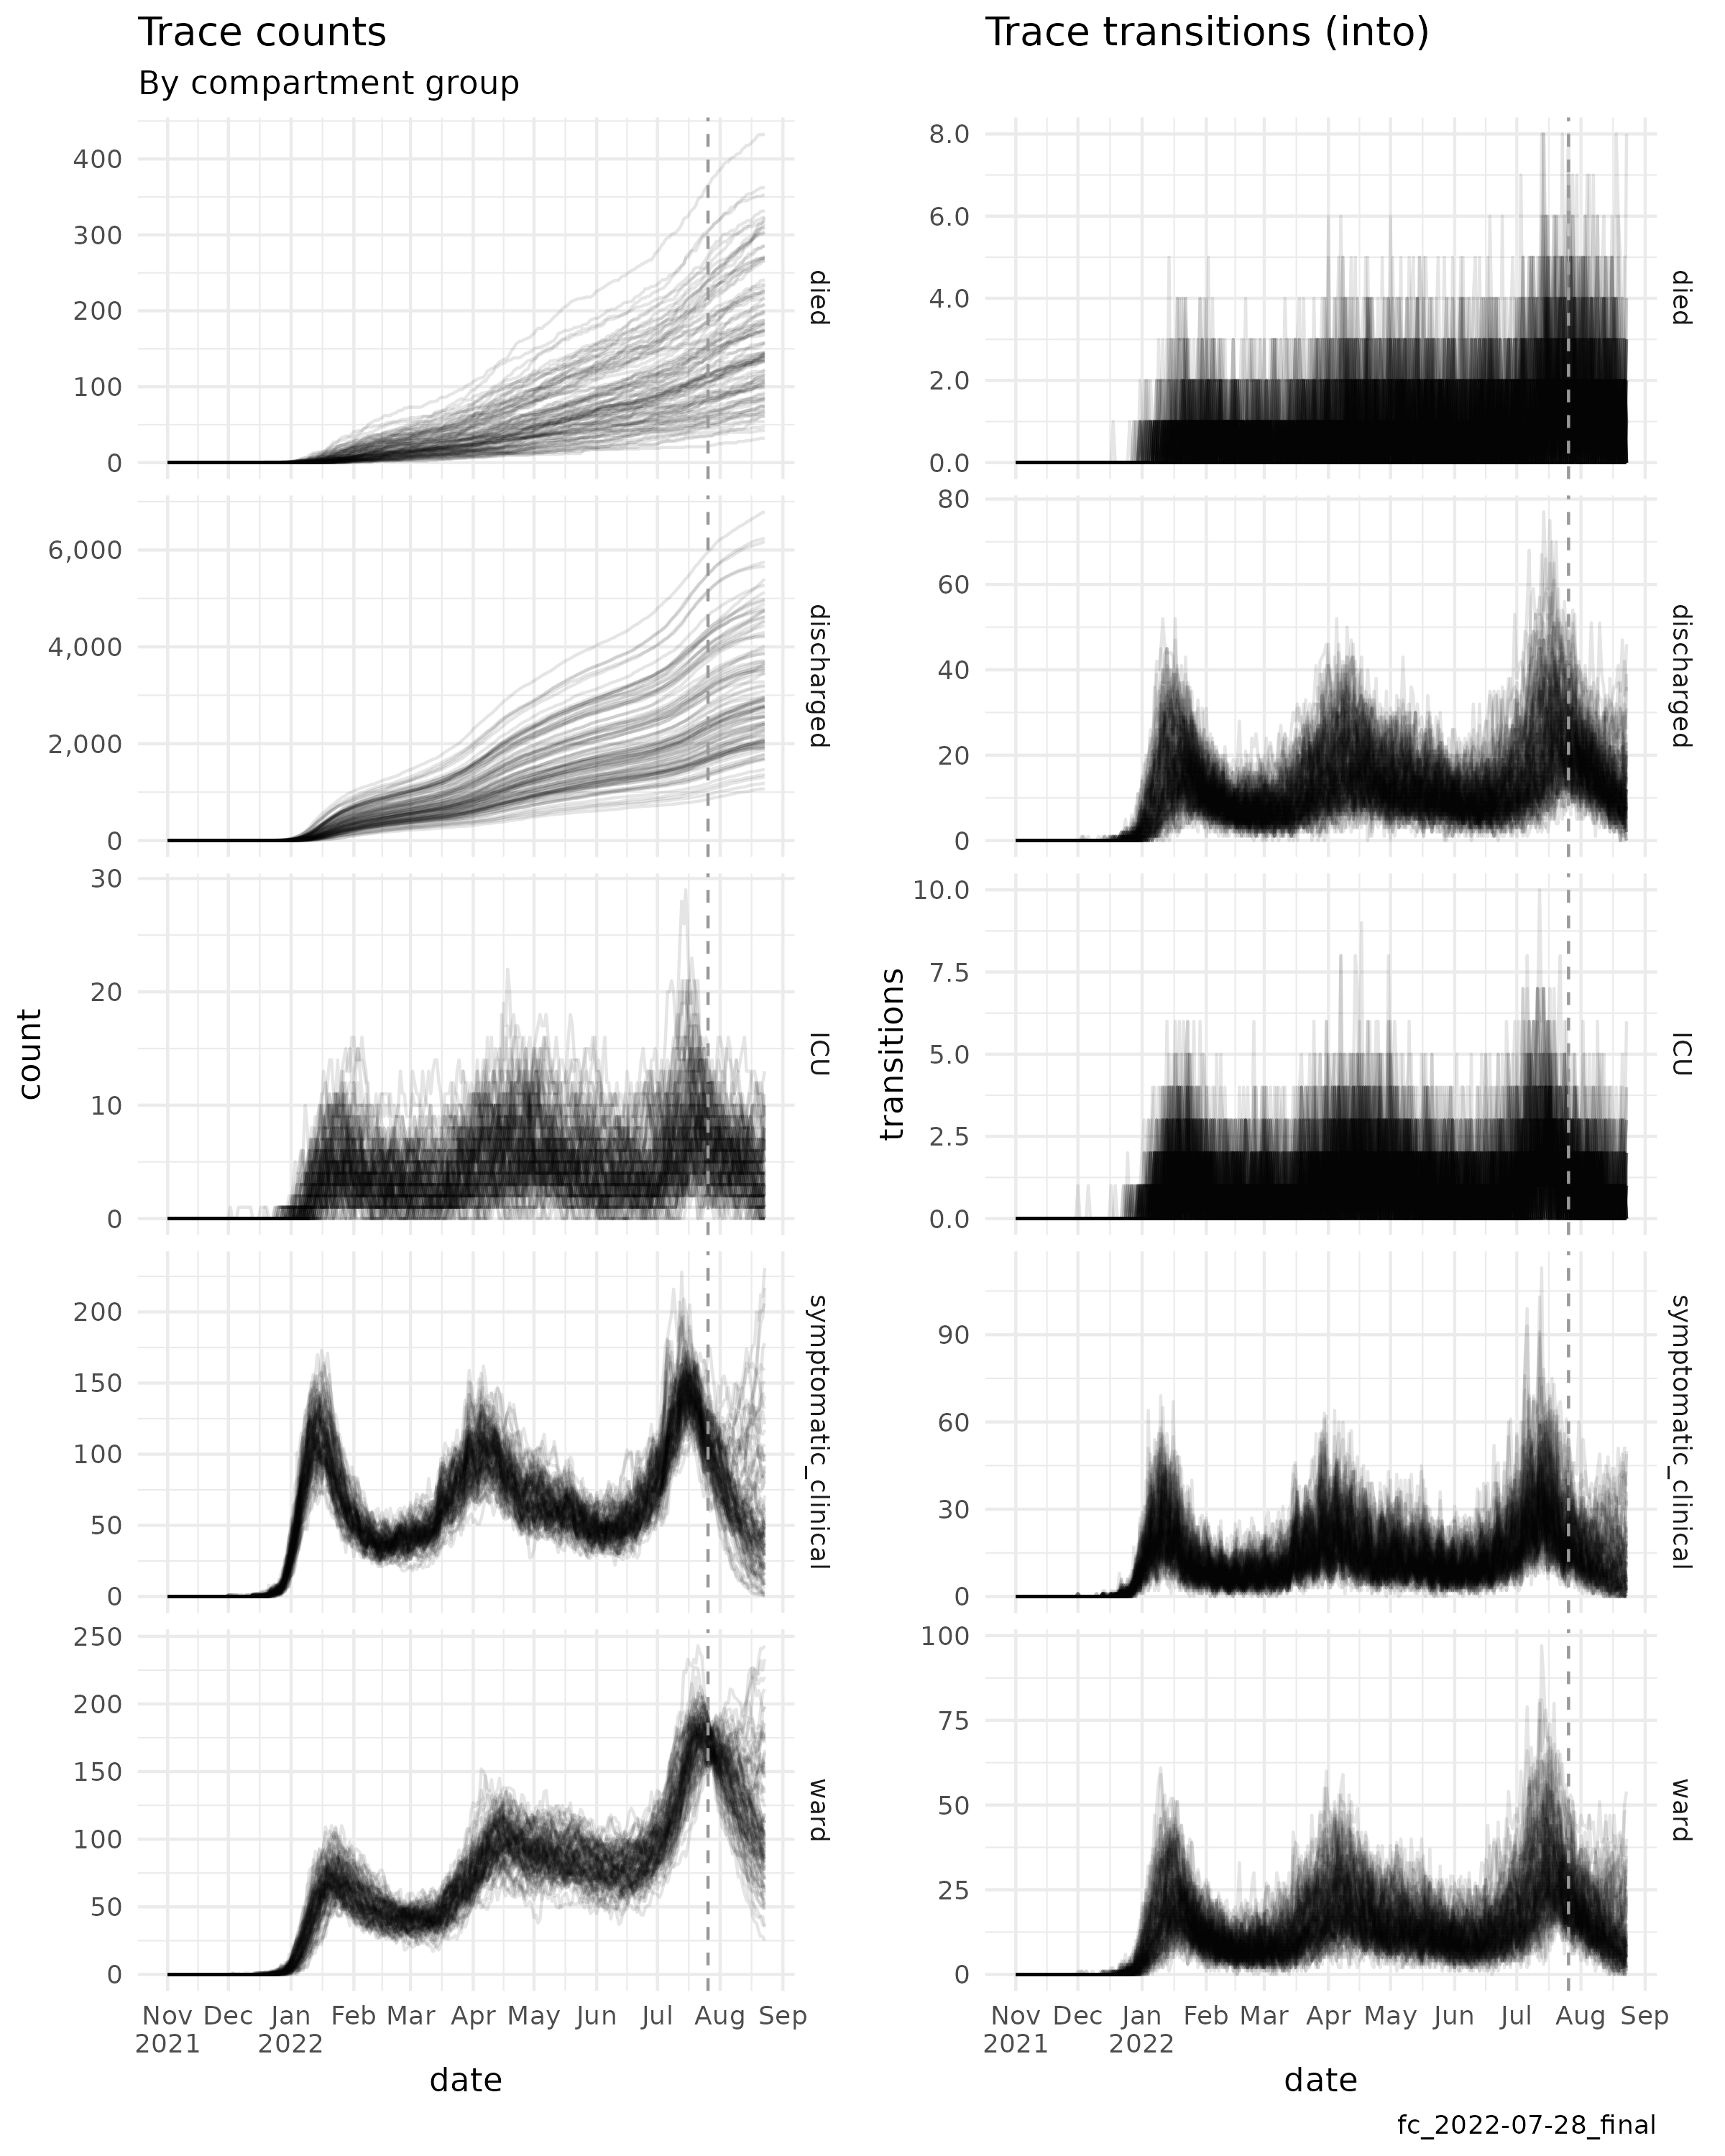 Trace counts
By compartment group
Trace transitions (into)
count
400
300
200
100
0
died
6,000
4,000
2,000
0
discharged
30
20
10
0
ICU
200
150
100
50
0
symptomatic_clinical
250
200
150
100
50
0
ward
Nov Dec Jan Feb Mar Apr May Jun Jul Aug Sep
2021 2022
date
transitions
8.0
6.0
4.0
2.0
0.0
died
80
60
40
20
0
discharged
10.0
7.5
5.0
2.5
0.0
ICU
90
60
30
0
symptomatic_clinical
100
75
50
25
0
ward
Nov Dec Jan Feb Mar Apr May Jun Jul Aug Sep
2021 2022
date
fc_2022-07-28_final